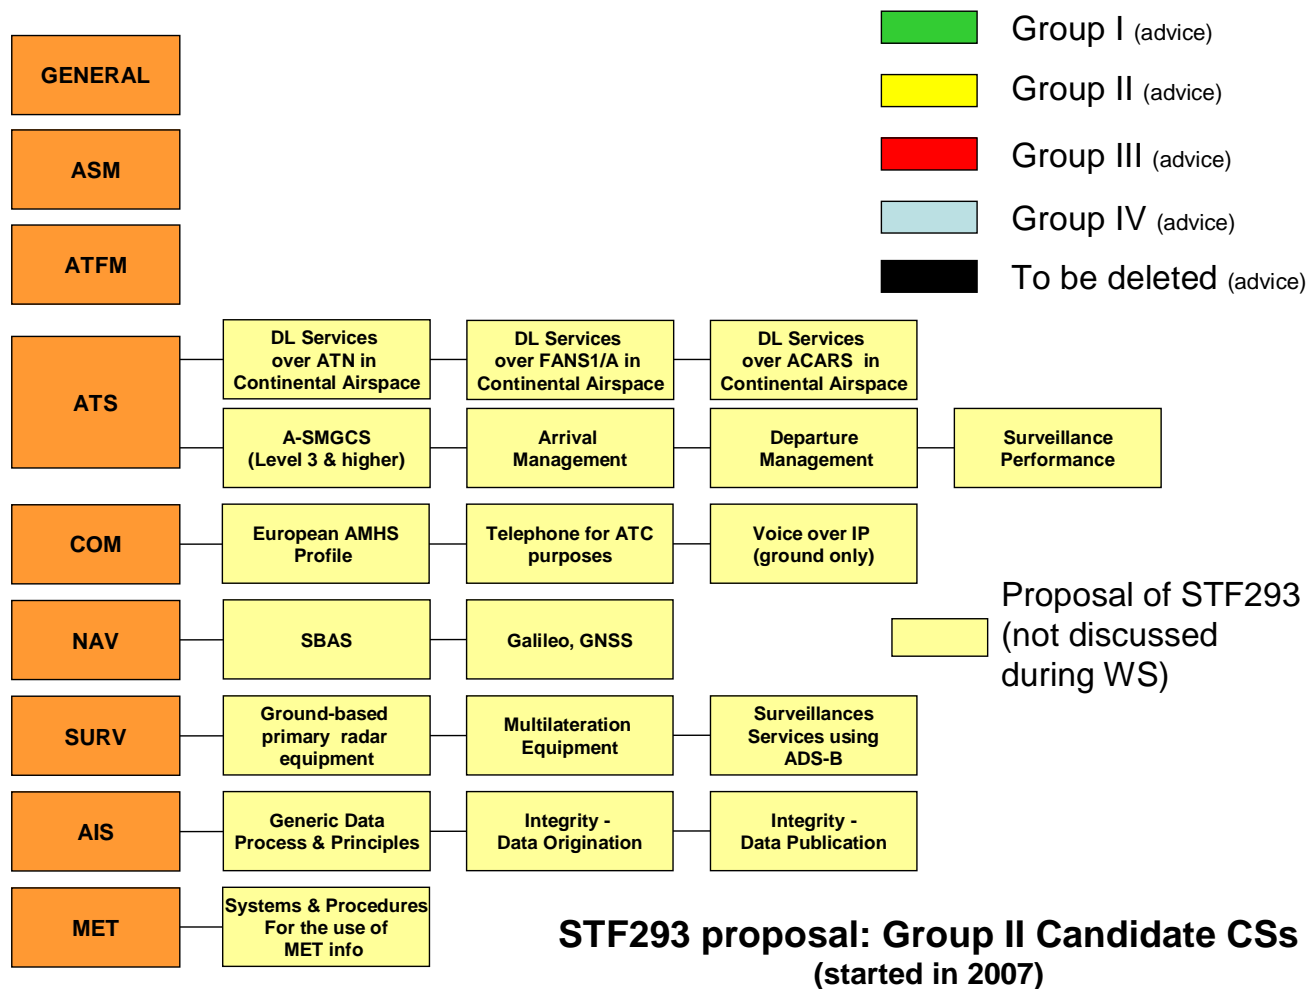 GENERAL
ASM
ATFM
Group I (advice)
Group II (advice)
Group III (advice)
Group IV (advice)
To be deleted (advice)
ATS
DL Services
over ATN in
Continental Airspace
DL Services
over FANS1/A in
Continental Airspace
DL Services
over ACARS in
Continental Airspace
A-SMGCS
(Level 3 & higher)
Arrival
Management
Departure
Management
Surveillance
Performance
COM
European AMHS
Profile
Telephone for ATC
purposes
Voice over IP
(ground only)
Proposal of STF293
(not discussed
during WS)
NAV
SBAS
Galileo, GNSS
SURV
Ground-based
primary radar
equipment
Multilateration
Equipment
Surveillances
Services using
ADS-B
AIS
Generic Data
Process & Principles
Integrity -
Data Origination
Integrity -
Data Publication
MET
Systems & Procedures
For the use of
MET info
STF293 proposal: Group II Candidate CSs
(started in 2007)